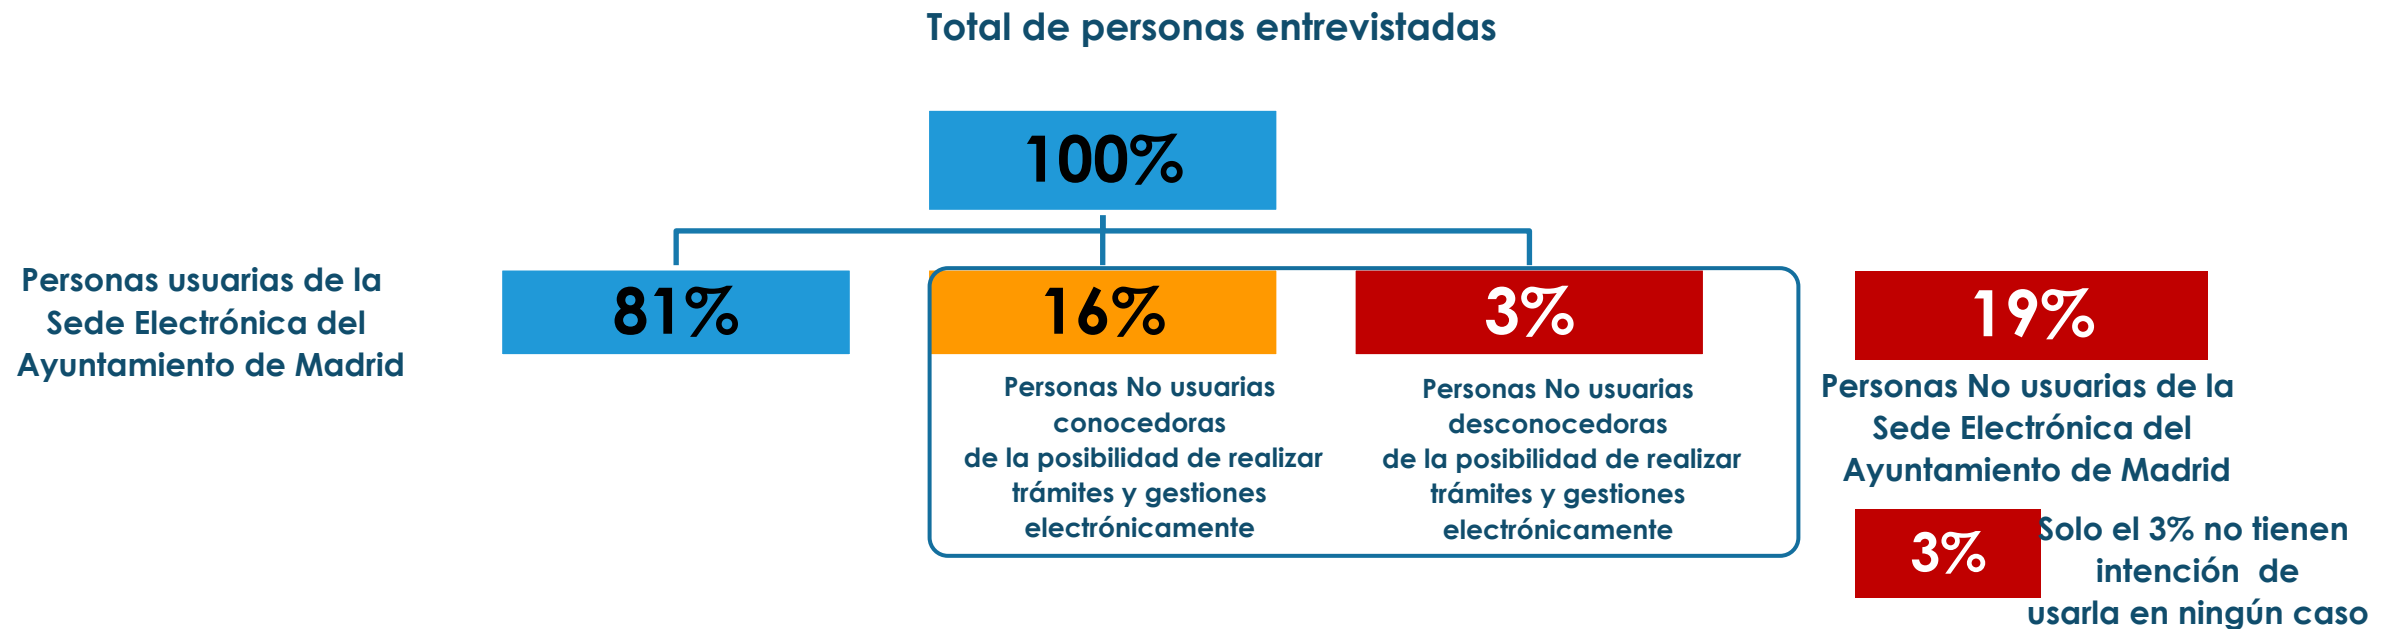 Total de personas entrevistadas
100%
Personas usuarias de la
Sede Electrónica del
Ayuntamiento de Madrid
81%
16%
Personas No usuarias
conocedoras
de la posibilidad de realizar
trámites y gestiones
electrónicamente
3%
Personas No usuarias
desconocedoras
de la posibilidad de realizar
trámites y gestiones
electrónicamente
19%
Personas No usuarias de la
Sede Electrónica del
Ayuntamiento de Madrid
3%
Solo el 3% no tienen
intención de
usarla en ningún caso